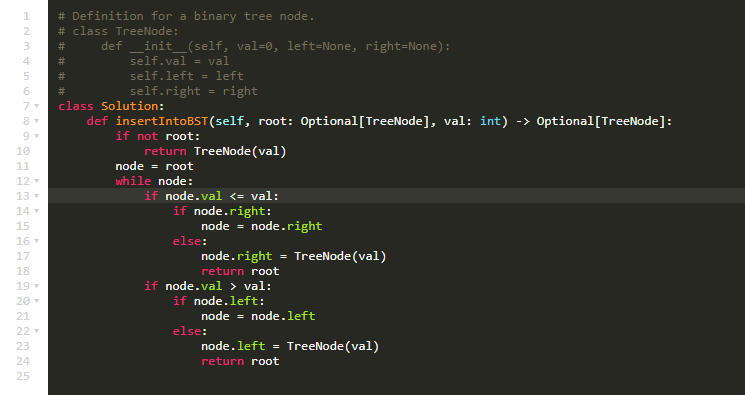 1 # Definition for a binary tree node.
2 # class TreeNode:
3 #     def __init__(self, val=0, left=None, right=None):
4 #         self.val = val
5 #         self.left = left
6 #         self.right = right
7 class Solution:
8     def insertIntoBST(self, root: Optional[TreeNode], val: int) -> Optional[TreeNode]:
9         if not root:
10             return TreeNode(val)
11         node = root
12         while node:
13             if node.val <= val:
14                 if node.right:
15                     node = node.right
16                 else:
17                     node.right = TreeNode(val)
18                     return root
19             if node.val > val:
20                 if node.left:
21                     node = node.left
22                 else:
23                     node.left = TreeNode(val)
24                     return root
25